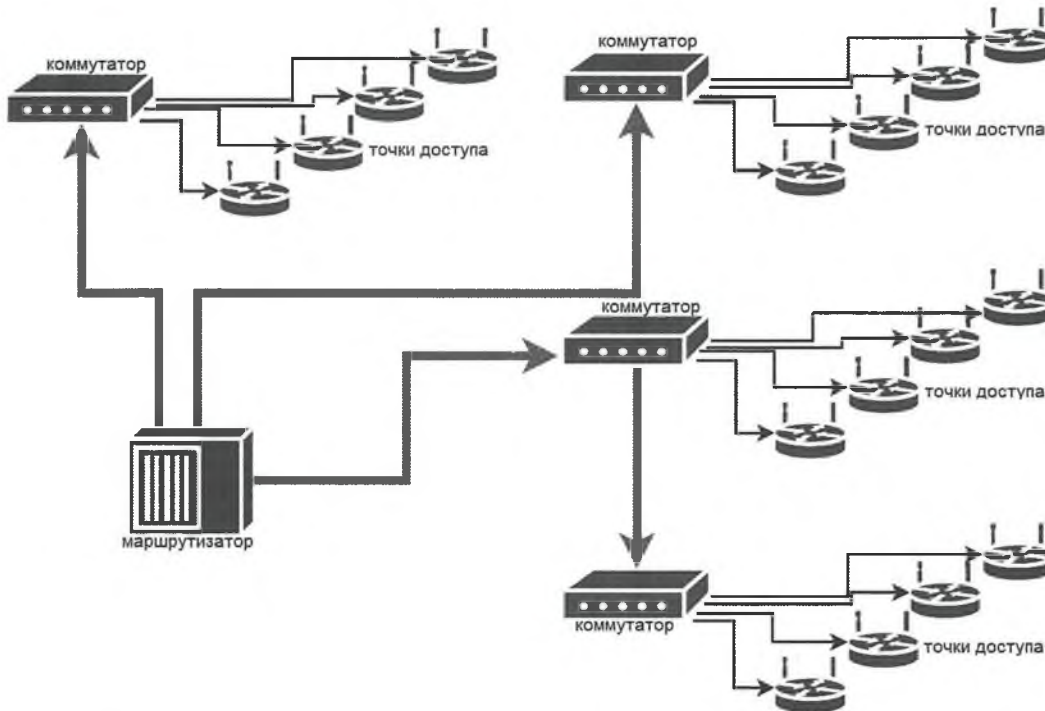 коммутатор
коммутатор
точки доступа
точки доступа
коммутатор
точки доступа
маршрутизатор
коммутатор
точки доступа